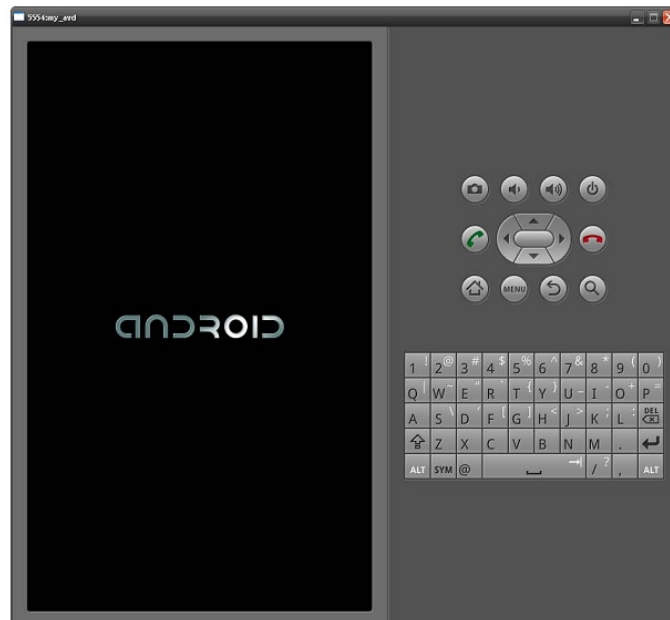 5554:my_avd
ANDROID
MENU
1 ! 2 @ 3 # 4 $ 5 % 6 ^ 7 & 8 * 9 ( 0 )
Q | W ~ E " R ` T { Y } U _ I - O + P =
A S \ D ' F [ G ] H < J > K ; L : DEL
Z X C V B N M .
ALT SYM @ / ? , ALT